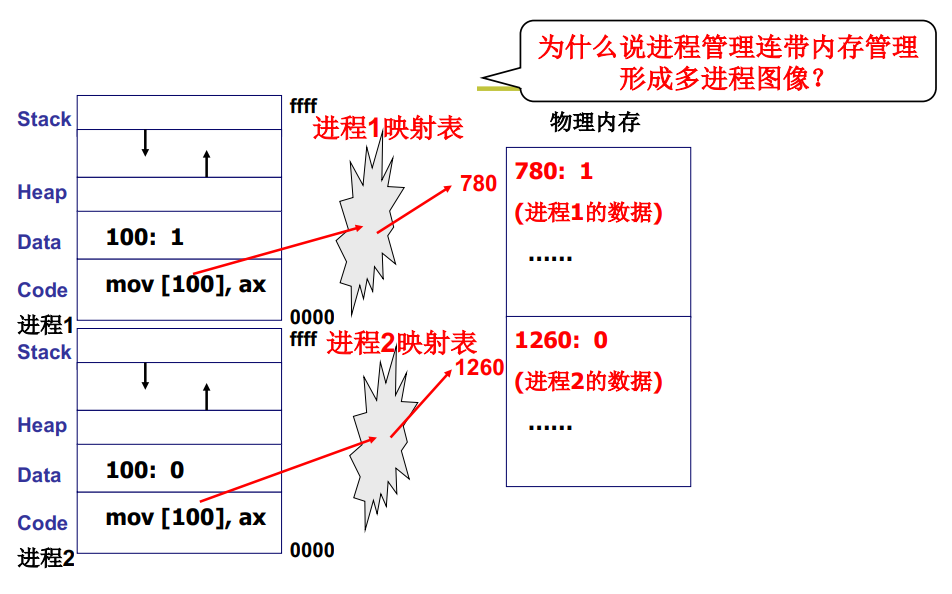 为什么说进程管理连带内存管理
形成多进程图像？
物理内存
Stack
ffff
进程1映射表
Heap
780
780: 1
(进程1的数据)
......
Data
100: 1
Code
mov [100], ax
进程1
0000
Stack
ffff
进程2映射表
1260
1260: 0
(进程2的数据)
......
Heap
Data
100: 0
Code
mov [100], ax
进程2
0000